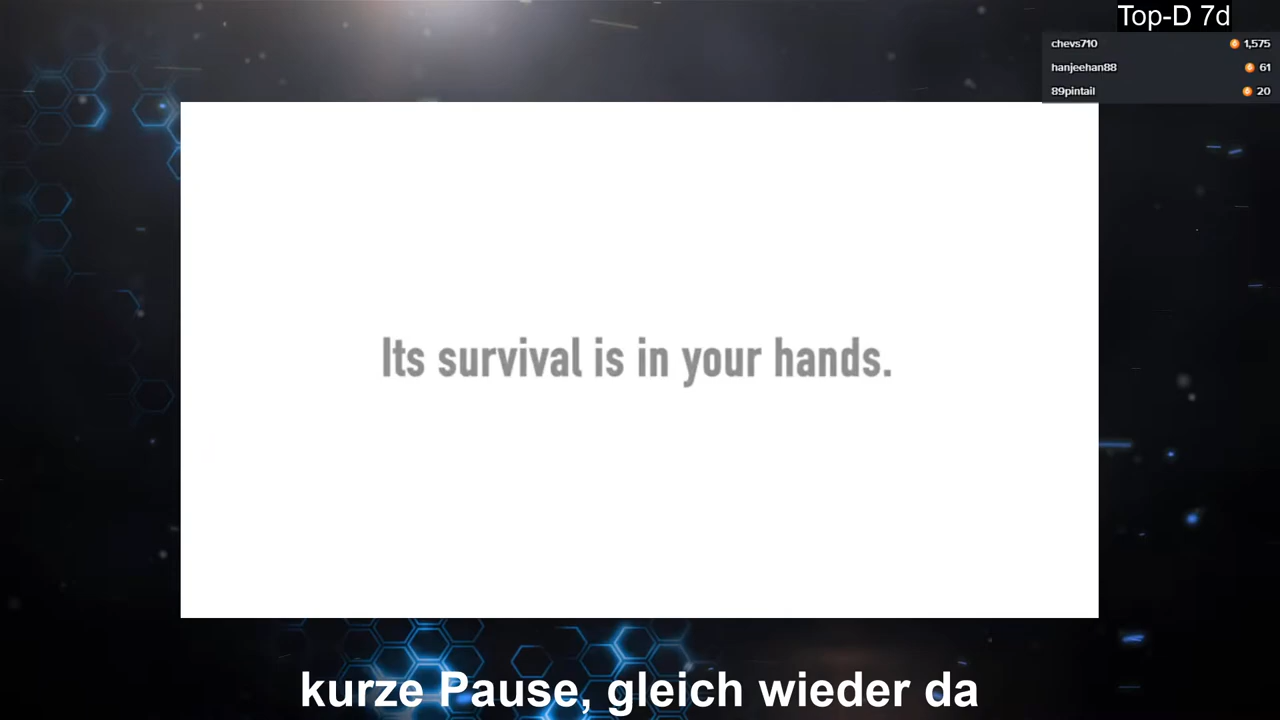 Top-D 7d
chevs710 1,575
hanjeehan88 61
89pintail 20
Its survival is in your hands.
kurze Pause, gleich wieder da